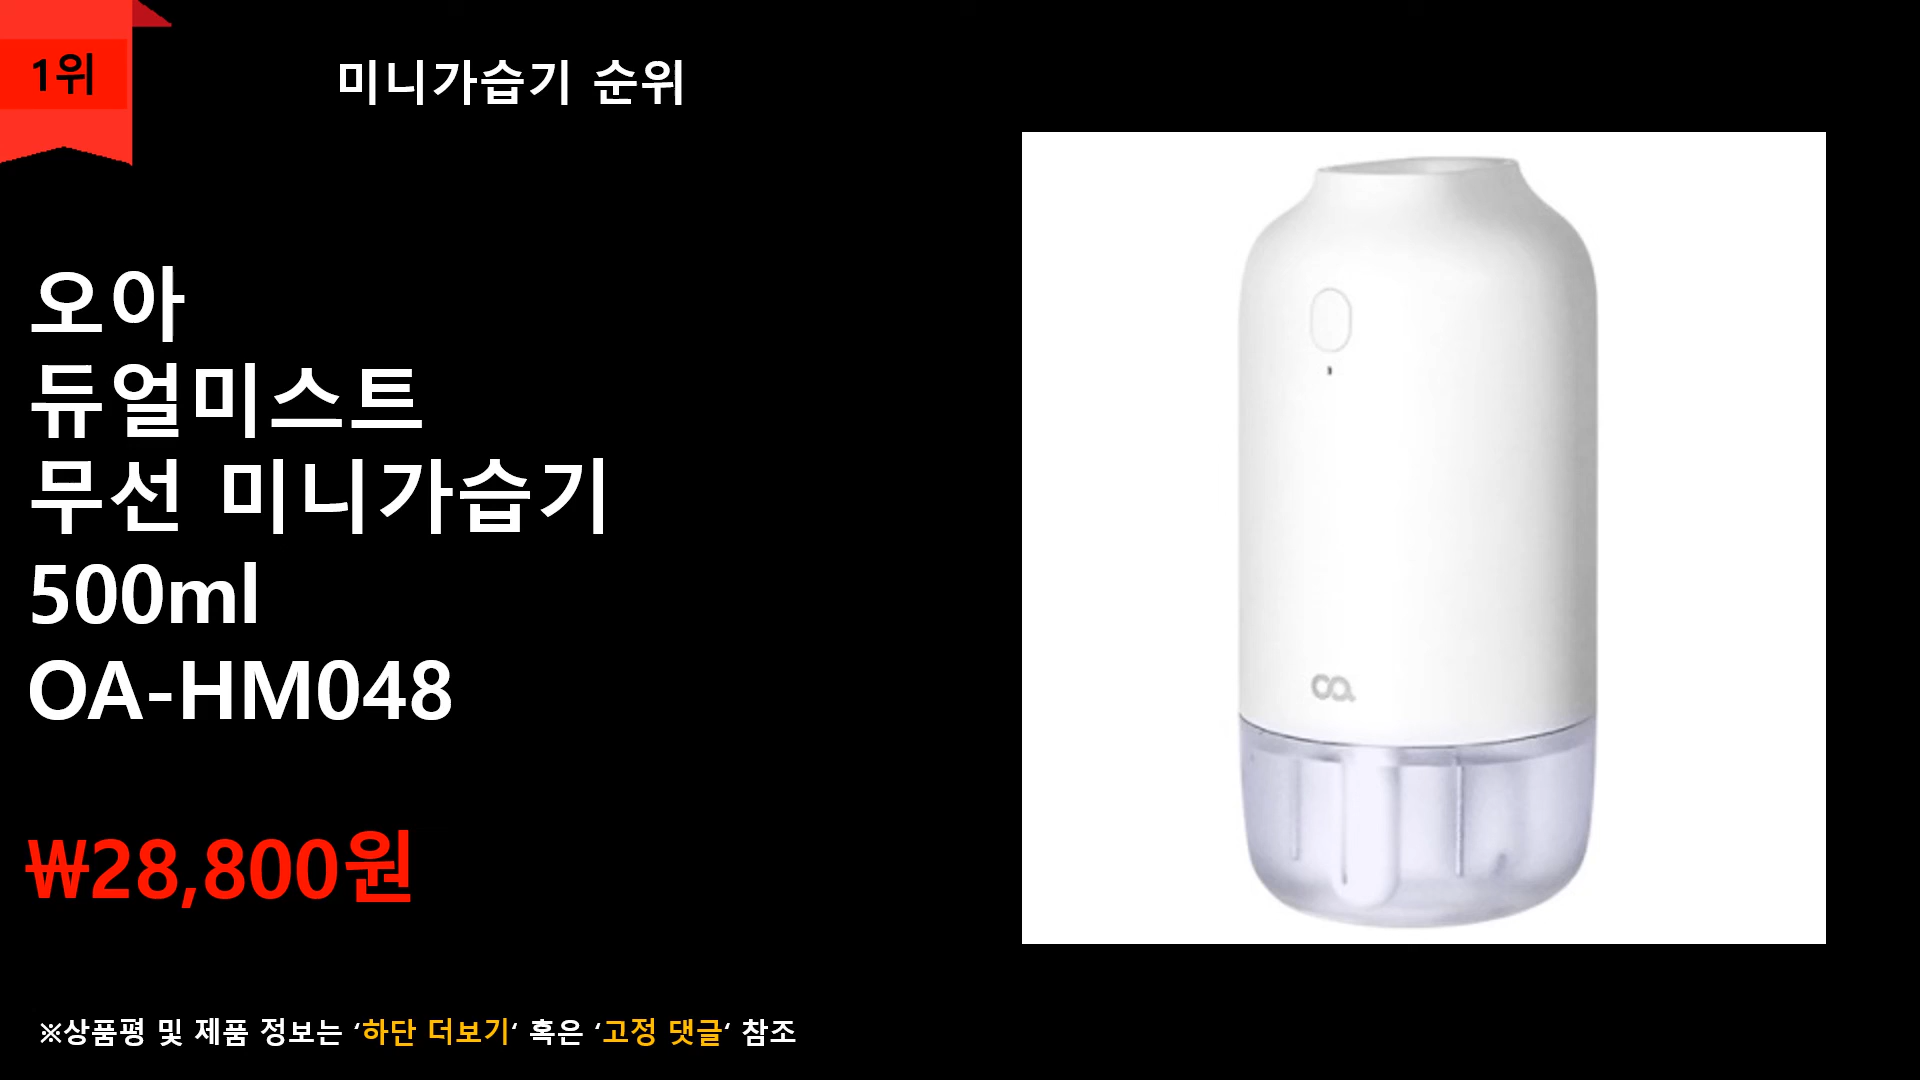 1위
미니가습기 순위
오아
듀얼미스트
무선 미니가습기
500ml
OA-HM048
₩28,800원
※상품평 및 제품 정보는 ‘하단 더보기‘ 혹은 ‘고정 댓글‘ 참조
oa